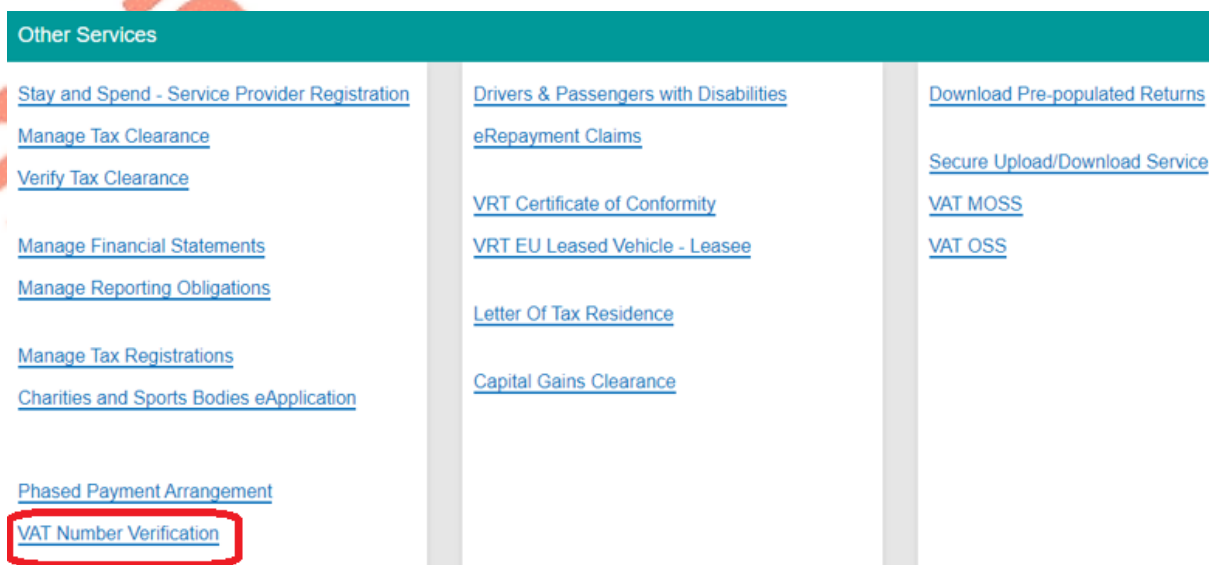 Other Services
Stay and Spend - Service Provider Registration
Manage Tax Clearance
Verify Tax Clearance
Manage Financial Statements
Manage Reporting Obligations
Manage Tax Registrations
Charities and Sports Bodies eApplication
Phased Payment Arrangement
VAT Number Verification
Drivers & Passengers with Disabilities
eRepayment Claims
VRT Certificate of Conformity
VRT EU Leased Vehicle - Leasee
Letter Of Tax Residence
Capital Gains Clearance
Download Pre-populated Returns
Secure Upload/Download Service
VAT MOSS
VAT OSS